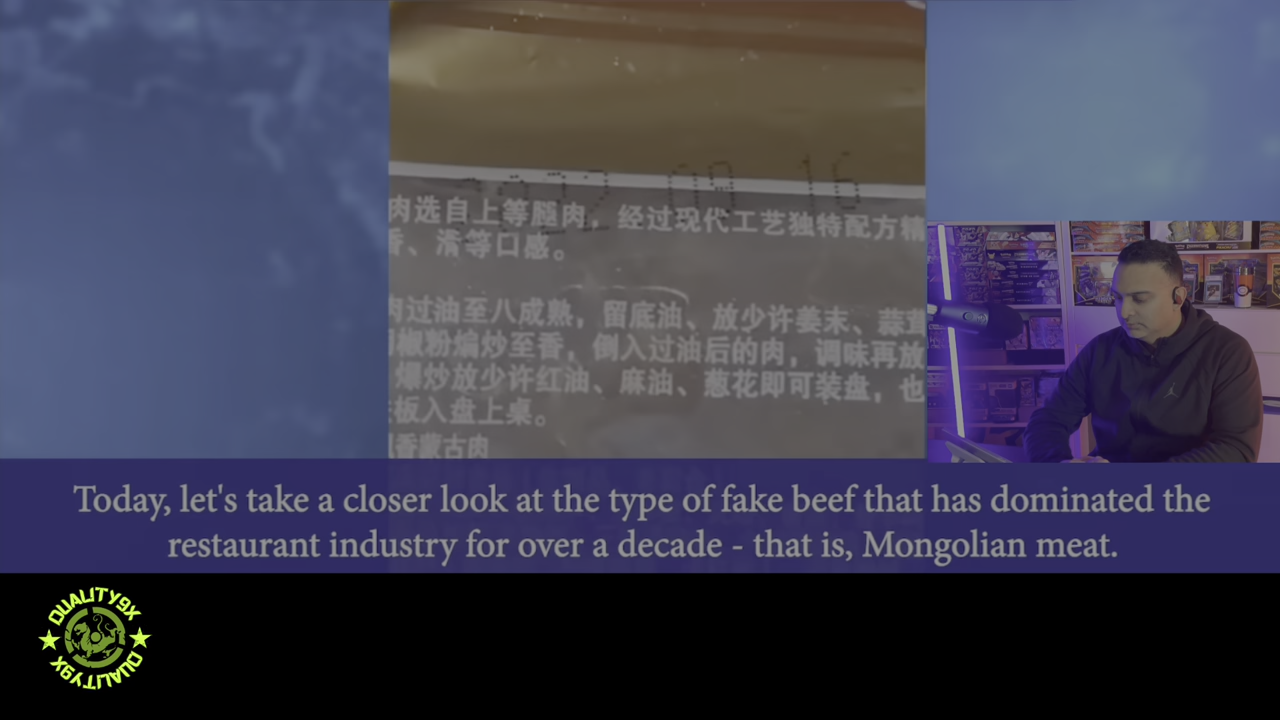 09 16
肉选自上等腿肉，经过现代工艺独特配方精
香、滑等口感。
肉过油至八成熟，留底油、放少许姜末、蒜
椒粉煸炒至香，倒入过油后的肉，调味再放
爆炒放少许红油、麻油、葱花即可装盘，也
板入盘上桌。
香蒙古肉
Today, let's take a closer look at the type of fake beef that has dominated the
restaurant industry for over a decade - that is, Mongolian meat.
DUALITY9X
DUALITY9X